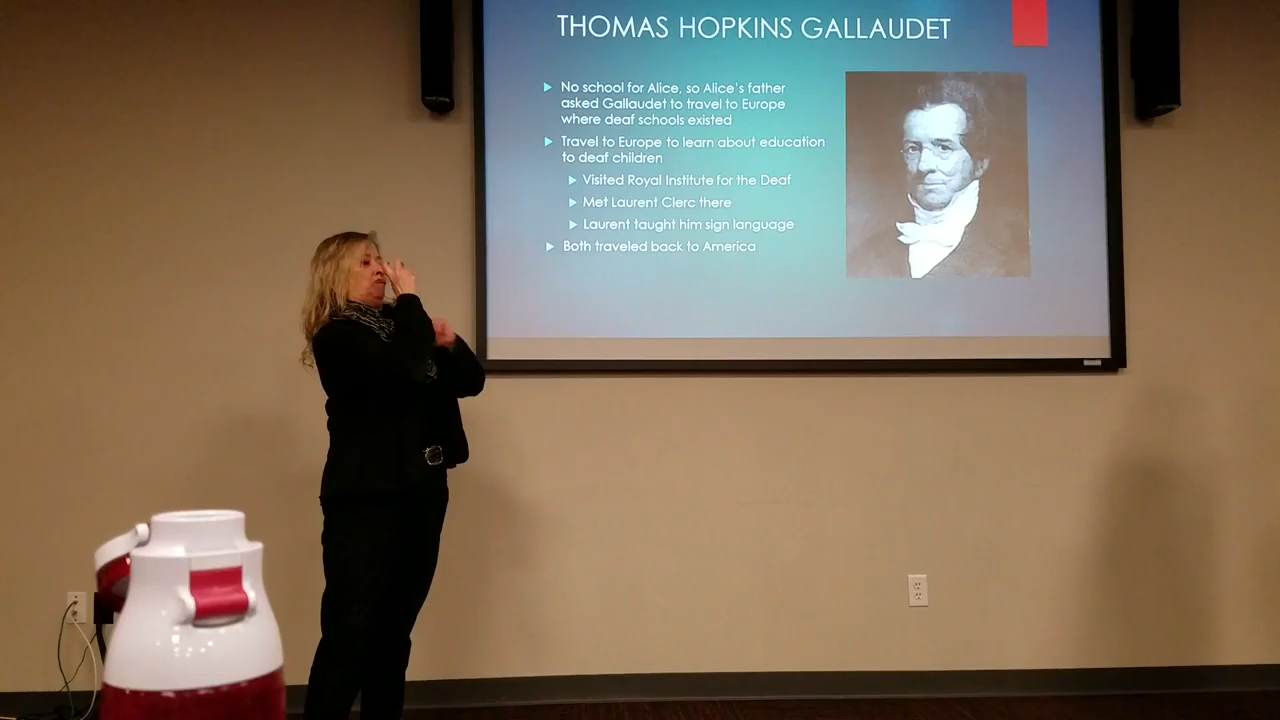 THOMAS HOPKINS GALLAUDET
No school for Alice, so Alice's father
asked Gallaudet to travel to Europe
where deaf schools existed
Travel to Europe to learn about education
to deaf children
Visited Royal Institute for the Deaf
Met Laurent Clerc there
Laurent taught him sign language
Both traveled back to America